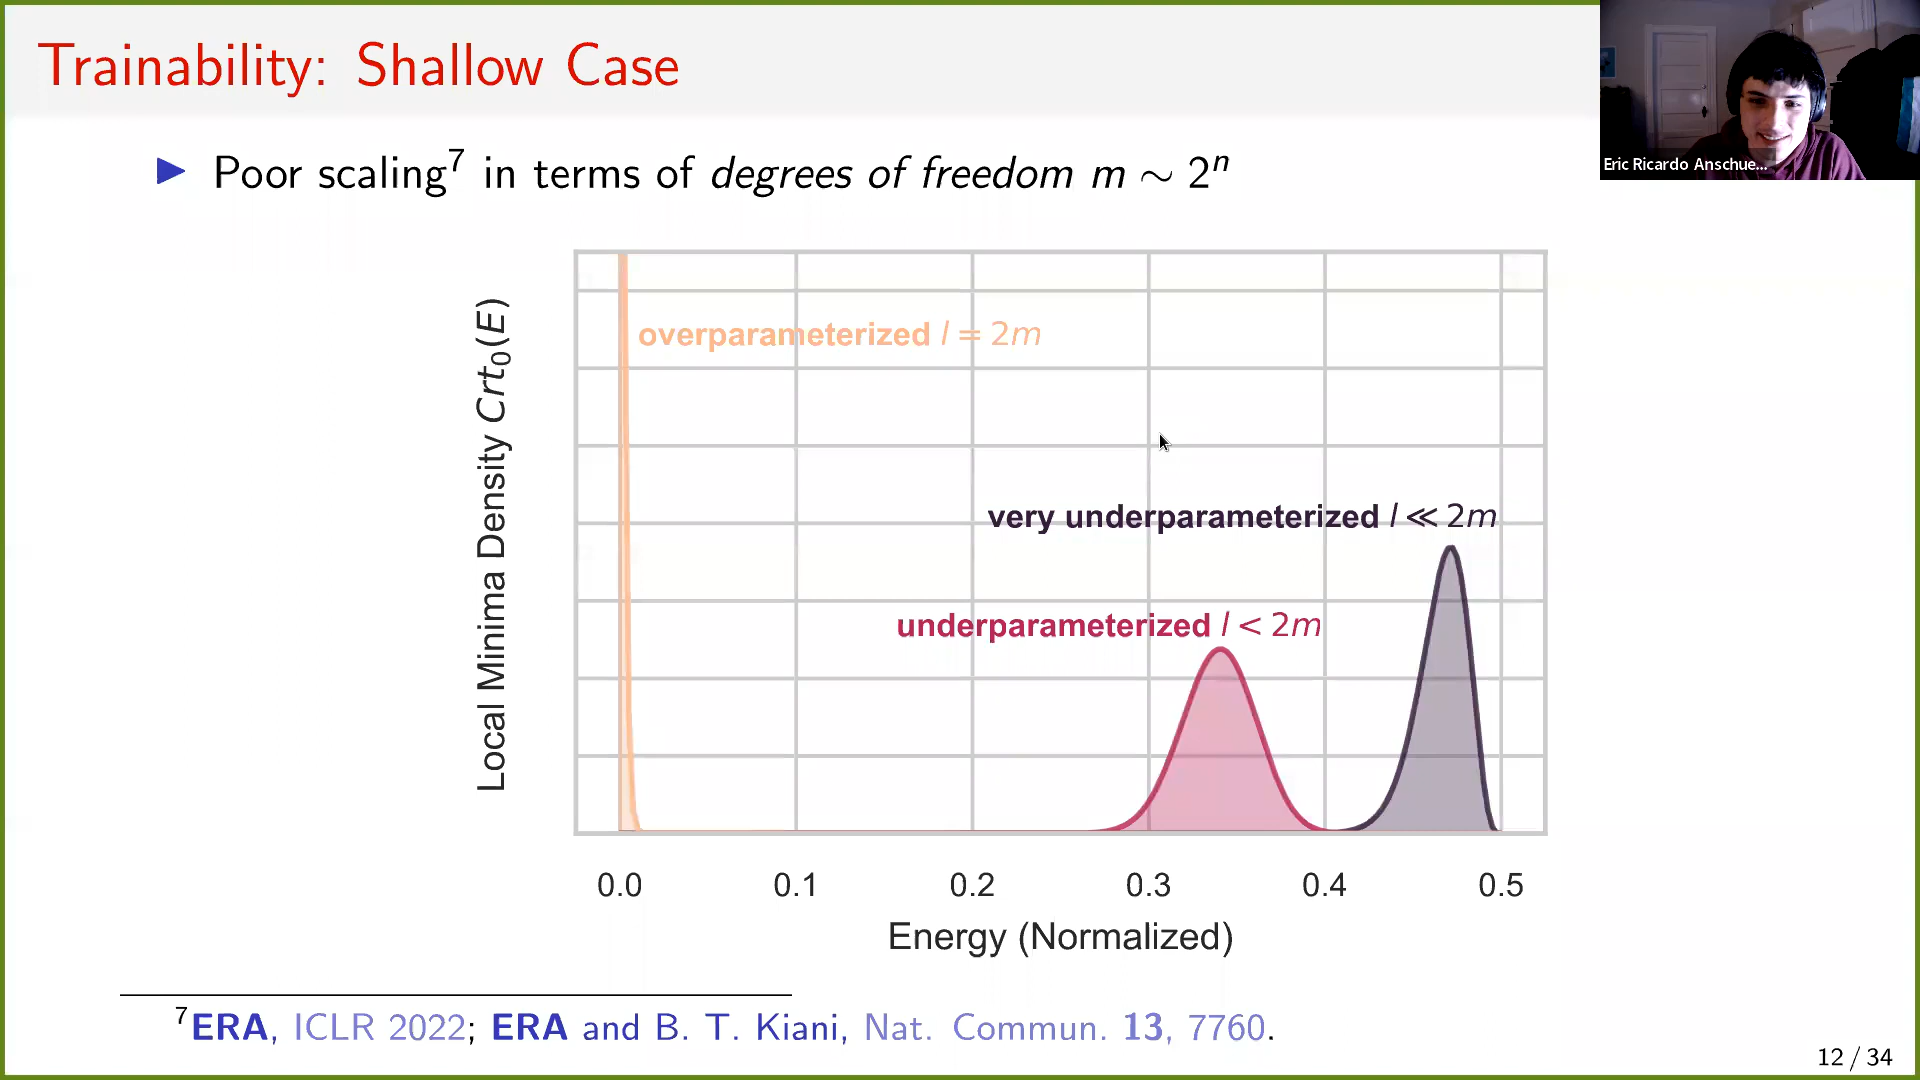 Trainability: Shallow Case
Eric Ricardo Anschue...
▶ Poor scaling⁷ in terms of degrees of freedom m ∼ 2ⁿ
Local Minima Density Crt₀(E)
overparameterized l = 2m
very underparameterized l ≪ 2m
underparameterized l < 2m
0.0 0.1 0.2 0.3 0.4 0.5
Energy (Normalized)
⁷ERA, ICLR 2022; ERA and B. T. Kiani, Nat. Commun. 13, 7760.
12 / 34